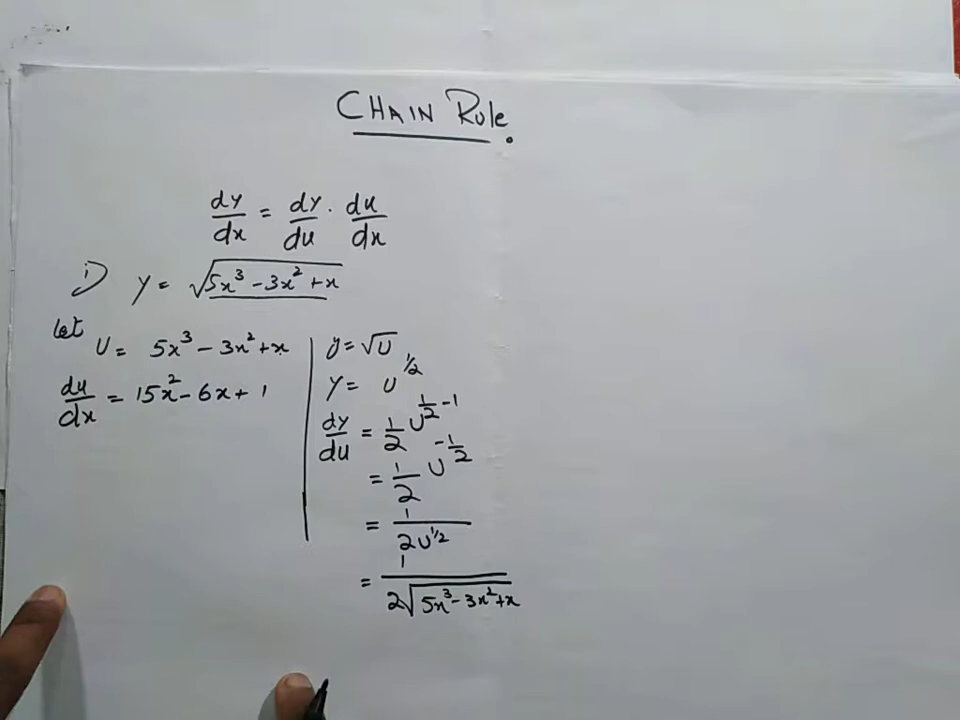 CHAIN Rule.
dy/dx = dy/du · du/dx
i) y = √(5x³ - 3x² + x)
let
U = 5x³ - 3x² + x
du/dx = 15x² - 6x + 1
y = √U
y = U^(1/2)
dy/du = 1/2 U^(1/2 - 1)
= 1/2 U^(-1/2)
= 1/(2U^(1/2))
= 1/(2√(5x³ - 3x² + x))